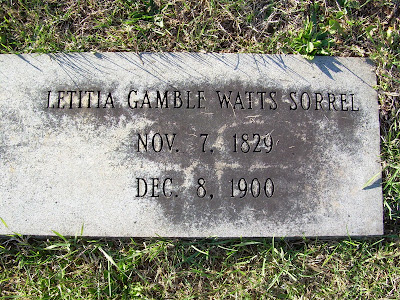 LETITIA GAMBLE WATTS SORREL
NOV. 7, 1829
DEC. 8, 1900